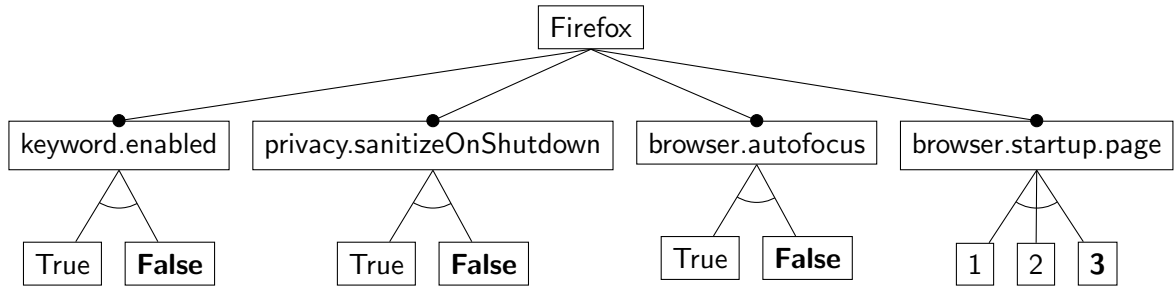 Firefox
keyword.enabled privacy.sanitizeOnShutdown browser.autofocus browser.startup.page
True False True False True False 1 2 3